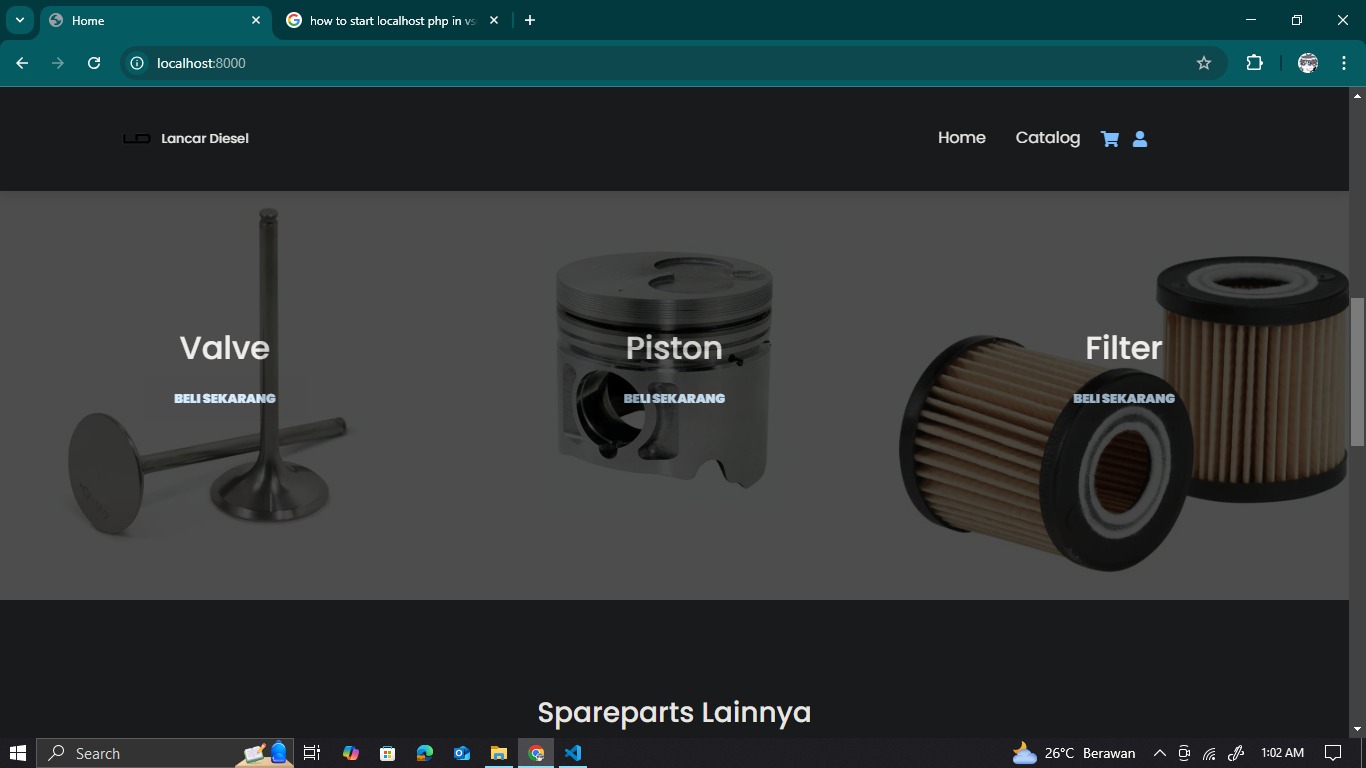 Home
how to start localhost php in vs
localhost:8000
LD Lancar Diesel
Home Catalog
Valve
BELI SEKARANG
Piston
BELI SEKARANG
Filter
BELI SEKARANG
Spareparts Lainnya
Search
26°C Berawan
1:02 AM